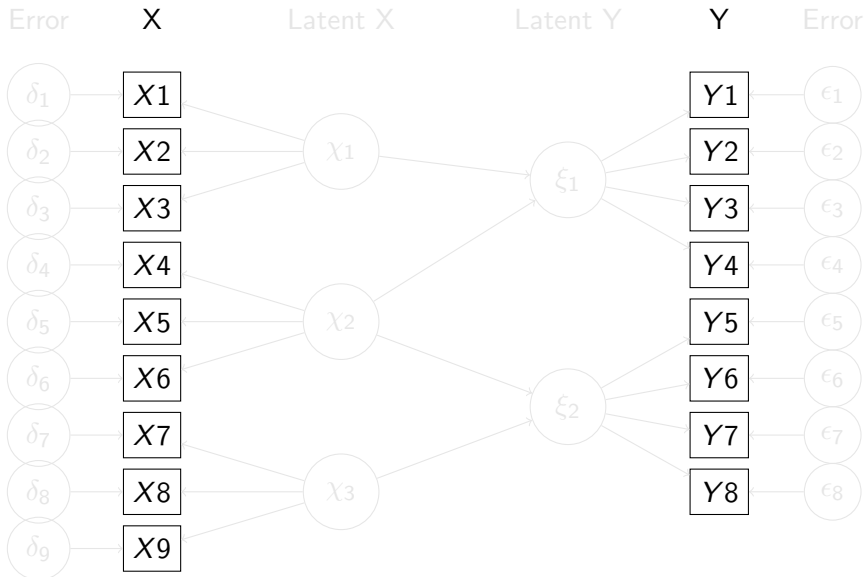 Error X Latent X Latent Y Y Error
δ₁ X1 Y1 ϵ₁
χ₁
δ₂ X2 Y2 ϵ₂
ξ₁
δ₃ X3 Y3 ϵ₃
δ₄ X4 Y4 ϵ₄
δ₅ X5 χ₂ Y5 ϵ₅
δ₆ X6 Y6 ϵ₆
ξ₂
δ₇ X7 Y7 ϵ₇
δ₈ X8 χ₃ Y8 ϵ₈
δ₉ X9